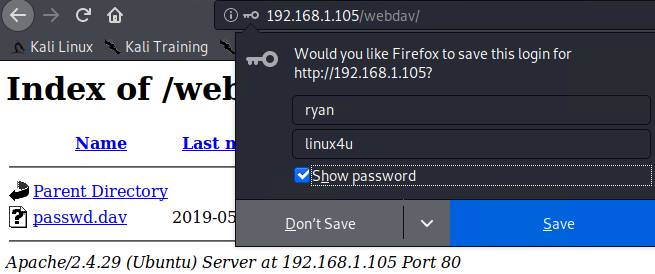 192.168.1.105/webdav/
Kali Linux Kali Training
Would you like Firefox to save this login for
http://192.168.1.105?
ryan
linux4u
Show password
Don't Save Save
Index of /web
Name Last m
Parent Directory
passwd.dav 2019-05
Apache/2.4.29 (Ubuntu) Server at 192.168.1.105 Port 80